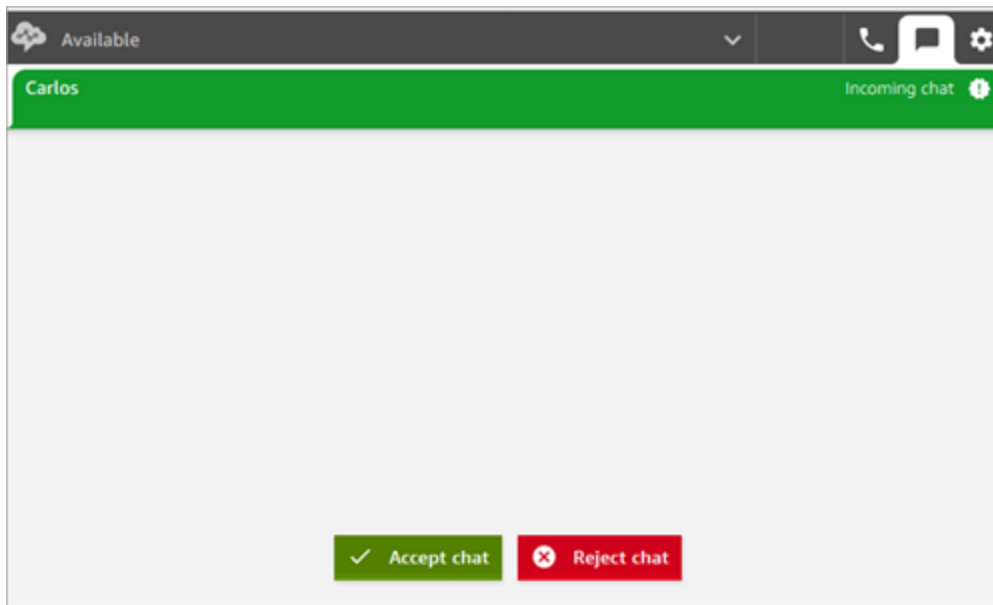 Available
Carlos
Incoming chat
Accept chat
Reject chat